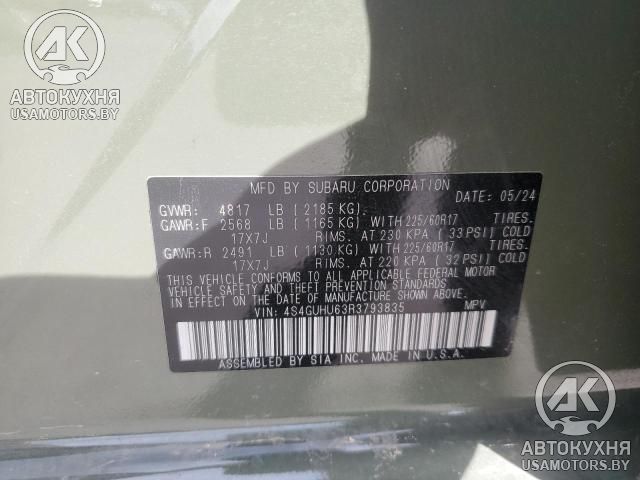 AK
АВТОКУХНЯ
USAMOTORS.BY
MFD BY SUBARU CORPORATION
DATE: 05/24
GVWR: 4817 LB ( 2185 KG).
GAWR:F 2568 LB ( 1165 KG) WITH 225/60R17 TIRES.
17X7J RIMS. AT 230 KPA ( 33 PSI) COLD
GAWR:R 2491 LB ( 1130 KG) WITH 225/60R17 TIRES.
17X7J RIMS. AT 220 KPA ( 32 PSI) COLD
THIS VEHICLE CONFORMS TO ALL APPLICABLE FEDERAL MOTOR
VEHICLE SAFETY AND THEFT PREVENTION STANDARDS
IN EFFECT ON THE DATE OF MANUFACTURE SHOWN ABOVE.
VIN: 4S4GUHU63R3793835 MPV
ASSEMBLED BY SIA INC. MADE IN U.S.A.
AK
АВТОКУХНЯ
USAMOTORS.BY